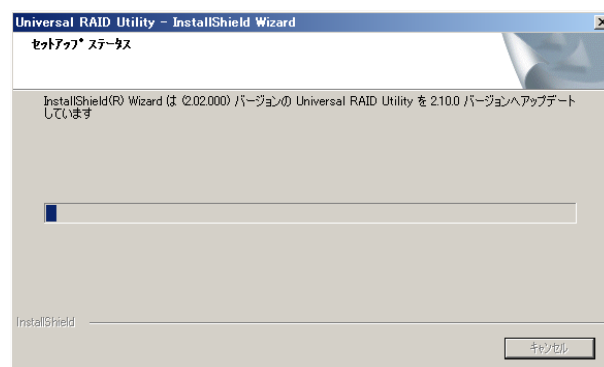 Universal RAID Utility - InstallShield Wizard
セットアップ ステータス
InstallShield(R) Wizard は (2.02.000) バージョンの Universal RAID Utility を 2.10.0 バージョンへアップデート
しています
InstallShield
キャンセル